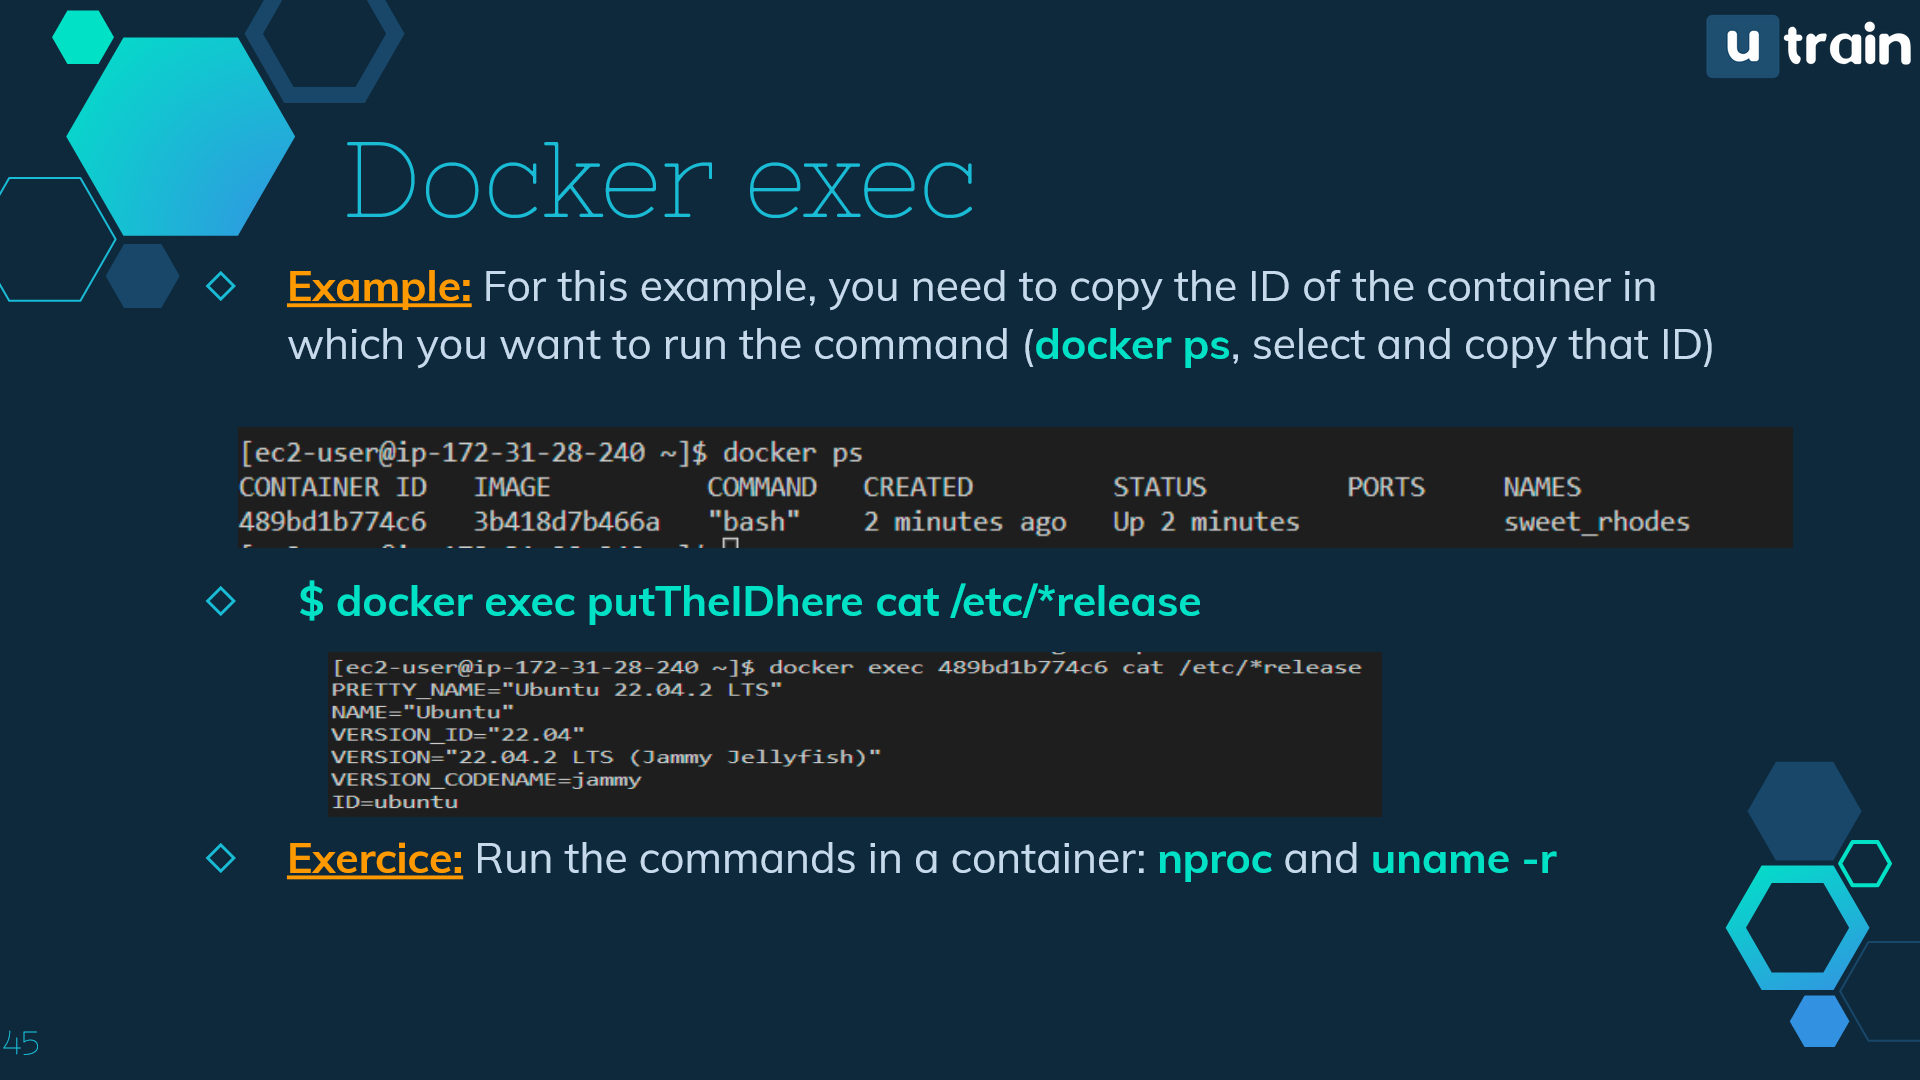 u train
Docker exec
Example: For this example, you need to copy the ID of the container in
which you want to run the command (docker ps, select and copy that ID)
[ec2-user@ip-172-31-28-240 ~]$ docker ps
CONTAINER ID IMAGE COMMAND CREATED STATUS PORTS NAMES
489bd1b774c6 3b418d7b466a "bash" 2 minutes ago Up 2 minutes sweet_rhodes
$ docker exec putTheIDhere cat /etc/*release
[ec2-user@ip-172-31-28-240 ~]$ docker exec 489bd1b774c6 cat /etc/*release
PRETTY_NAME="Ubuntu 22.04.2 LTS"
NAME="Ubuntu"
VERSION_ID="22.04"
VERSION="22.04.2 LTS (Jammy Jellyfish)"
VERSION_CODENAME=jammy
ID=ubuntu
Exercice: Run the commands in a container: nproc and uname -r
45